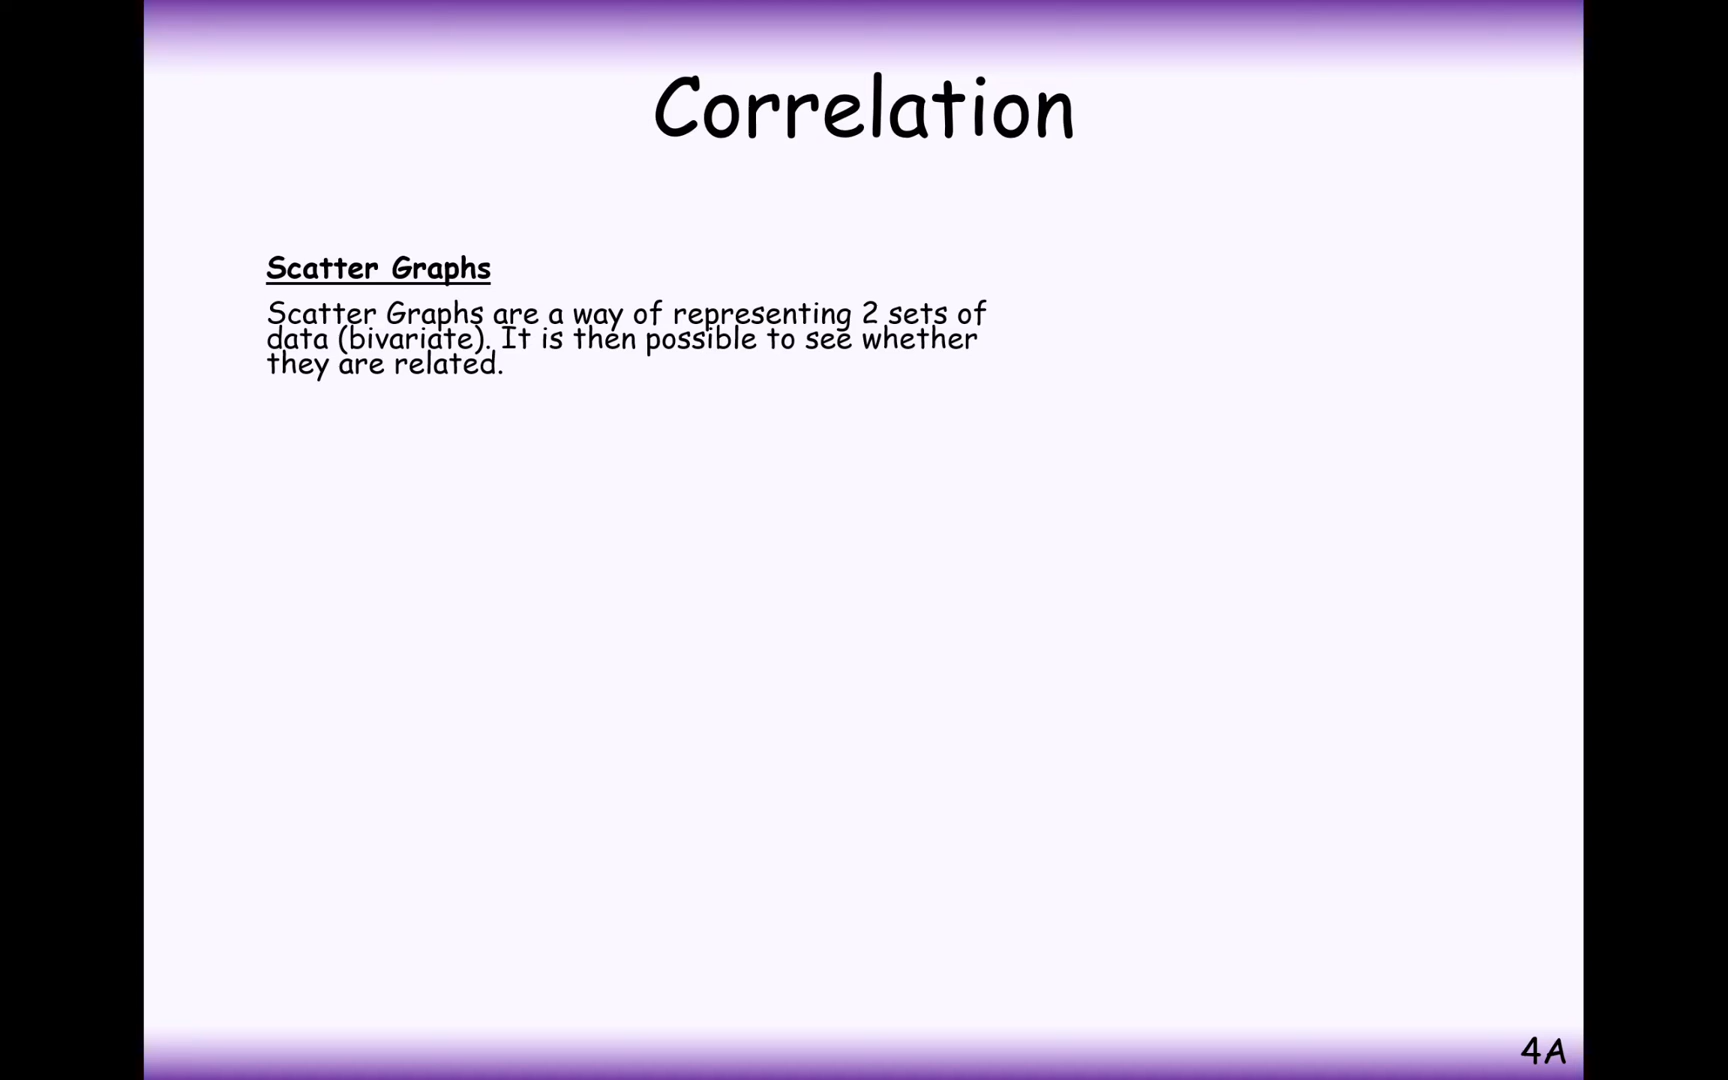 Correlation
Scatter Graphs
Scatter Graphs are a way of representing 2 sets of
data (bivariate). It is then possible to see whether
they are related.
4A